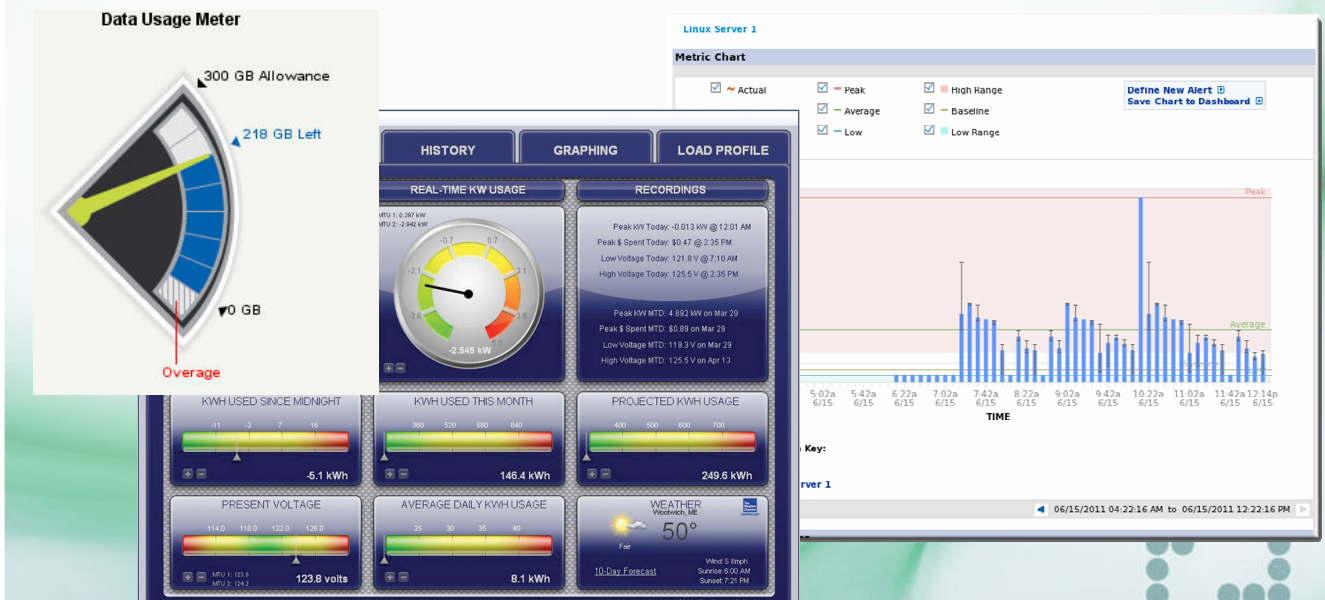 Data Usage Meter
300 GB Allowance
218 GB Left
0 GB
Overage
HISTORY
GRAPHING
LOAD PROFILE
REAL-TIME KW USAGE
MTU 1: 0.397 kW
MTU 2: -2.942 kW
-0.7
0.7
-2.1
2.1
-3.6
3.6
5.0
-2.545 kW
RECORDINGS
Peak kW Today: -0.013 kW @ 12:01 AM
Peak $ Spent Today: $0.47 @ 2:35 PM
Low Voltage Today: 121.8 V @ 7:10 AM
High Voltage Today: 125.5 V @ 2:35 PM
Peak KW MTD: 4.892 kW on Mar 29
Peak $ Spent MTD: $0.89 on Mar 29
Low Voltage MTD: 119.3 V on Mar 29
High Voltage MTD: 125.5 V on Apr 13
KWH USED SINCE MIDNIGHT
-11 -2 7 16
-5.1 kWh
KWH USED THIS MONTH
360 520 680 840
146.4 kWh
PROJECTED KWH USAGE
400 500 600 700
249.6 kWh
PRESENT VOLTAGE
114.0 118.0 122.0 126.0
MTU 1: 123.8
MTU 2: 124.2
123.8 volts
AVERAGE DAILY KWH USAGE
25 30 35 40
8.1 kWh
WEATHER
Woolwich, ME
50°
Fair
10-Day Forecast
Wind: S 8mph
Sunrise: 6:00 AM
Sunset: 7:21 PM
Linux Server 1
Metric Chart
Actual
Peak
High Range
Average
Baseline
Low
Low Range
Define New Alert
Save Chart to Dashboard
Peak
Average
Baseline
5:02a 5:42a 6:22a 7:02a 7:42a 8:22a 9:02a 9:42a 10:22a 11:02a 11:42a 12:14p
6/15 6/15 6/15 6/15 6/15 6/15 6/15 6/15 6/15 6/15 6/15 6/15
TIME
Key:
rver 1
06/15/2011 04:22:16 AM to 06/15/2011 12:22:16 PM